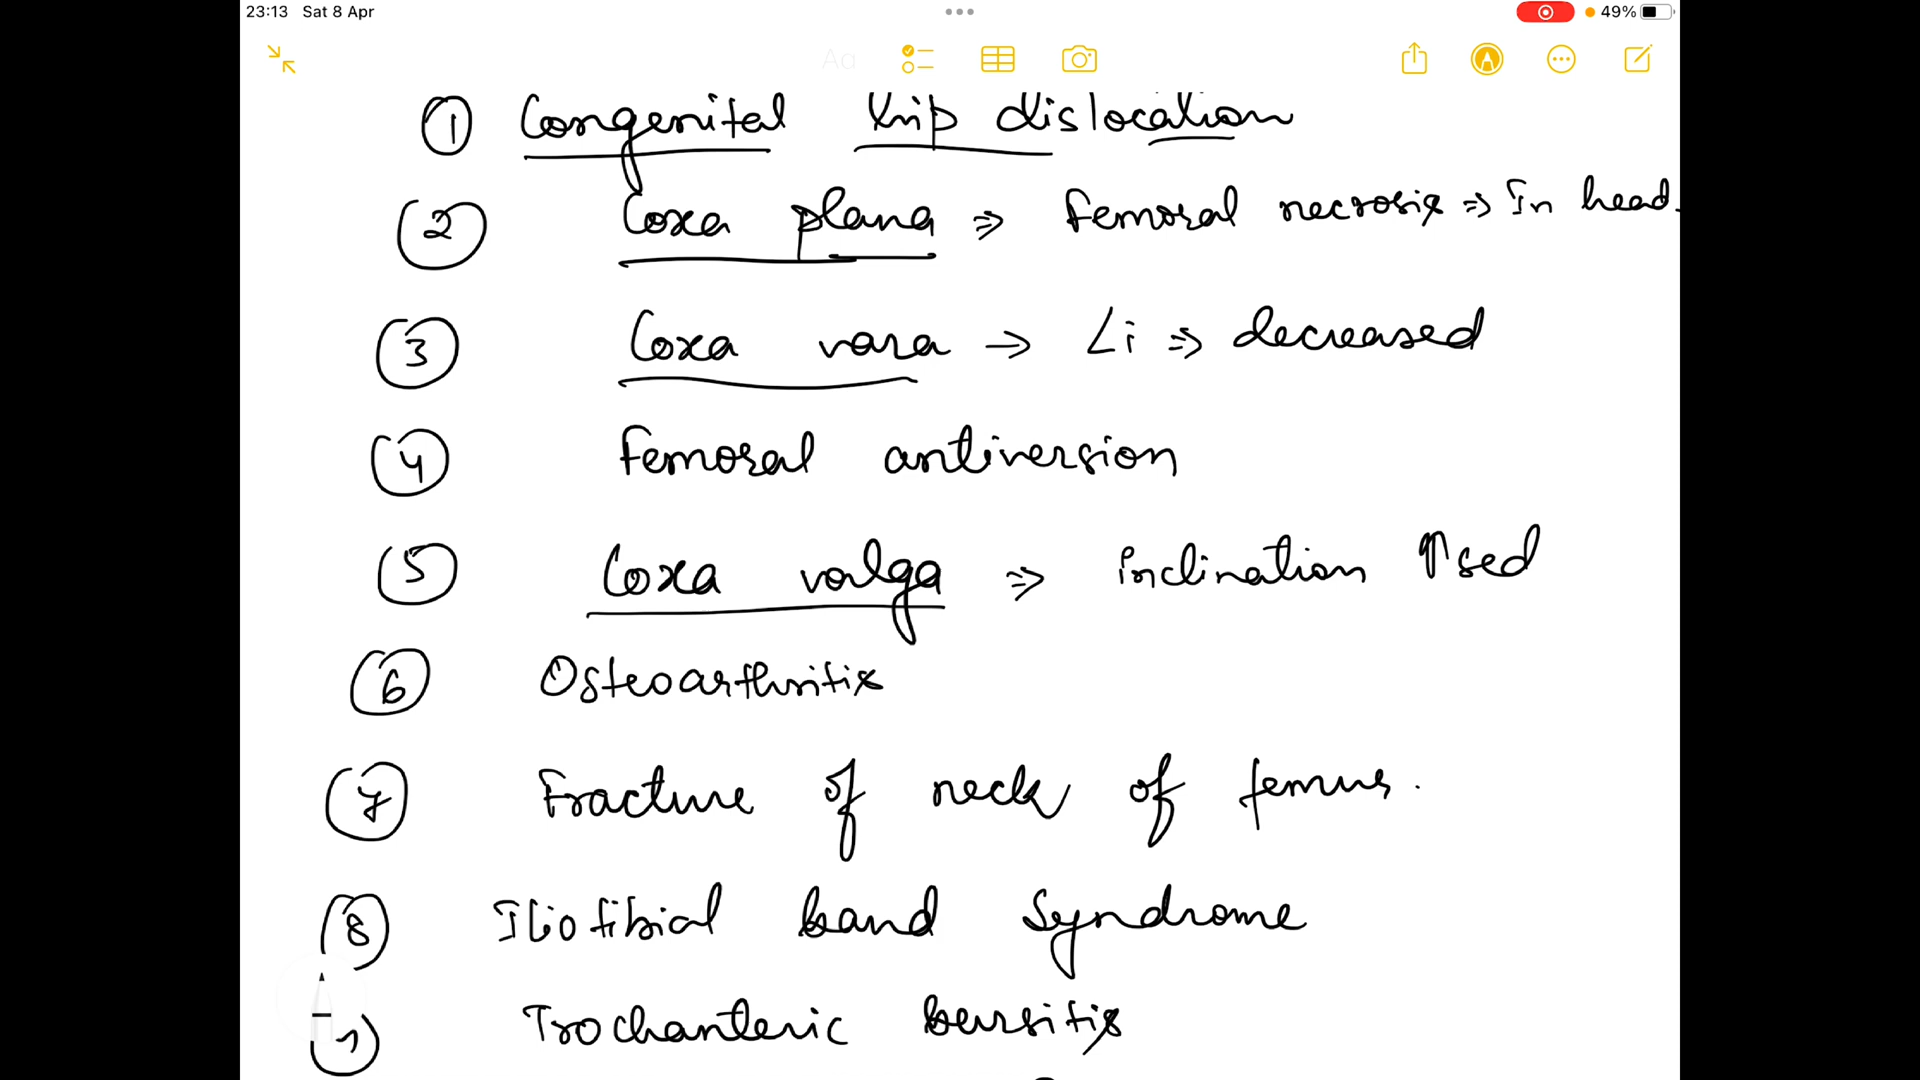 23:13 Sat 8 Apr
49%
Aa
1 Congenital hip dislocation
2 Coxa plana ⇒ Femoral necrosis ⇒ In head.
3 Coxa vara → ∠i ⇒ decreased
4 Femoral antiversion
5 Coxa valga ⇒ inclination ↑sed
6 Osteoarthritis
7 Fracture of neck of femur.
8 Iliotibial band Syndrome
9 Trochanteric bursitis